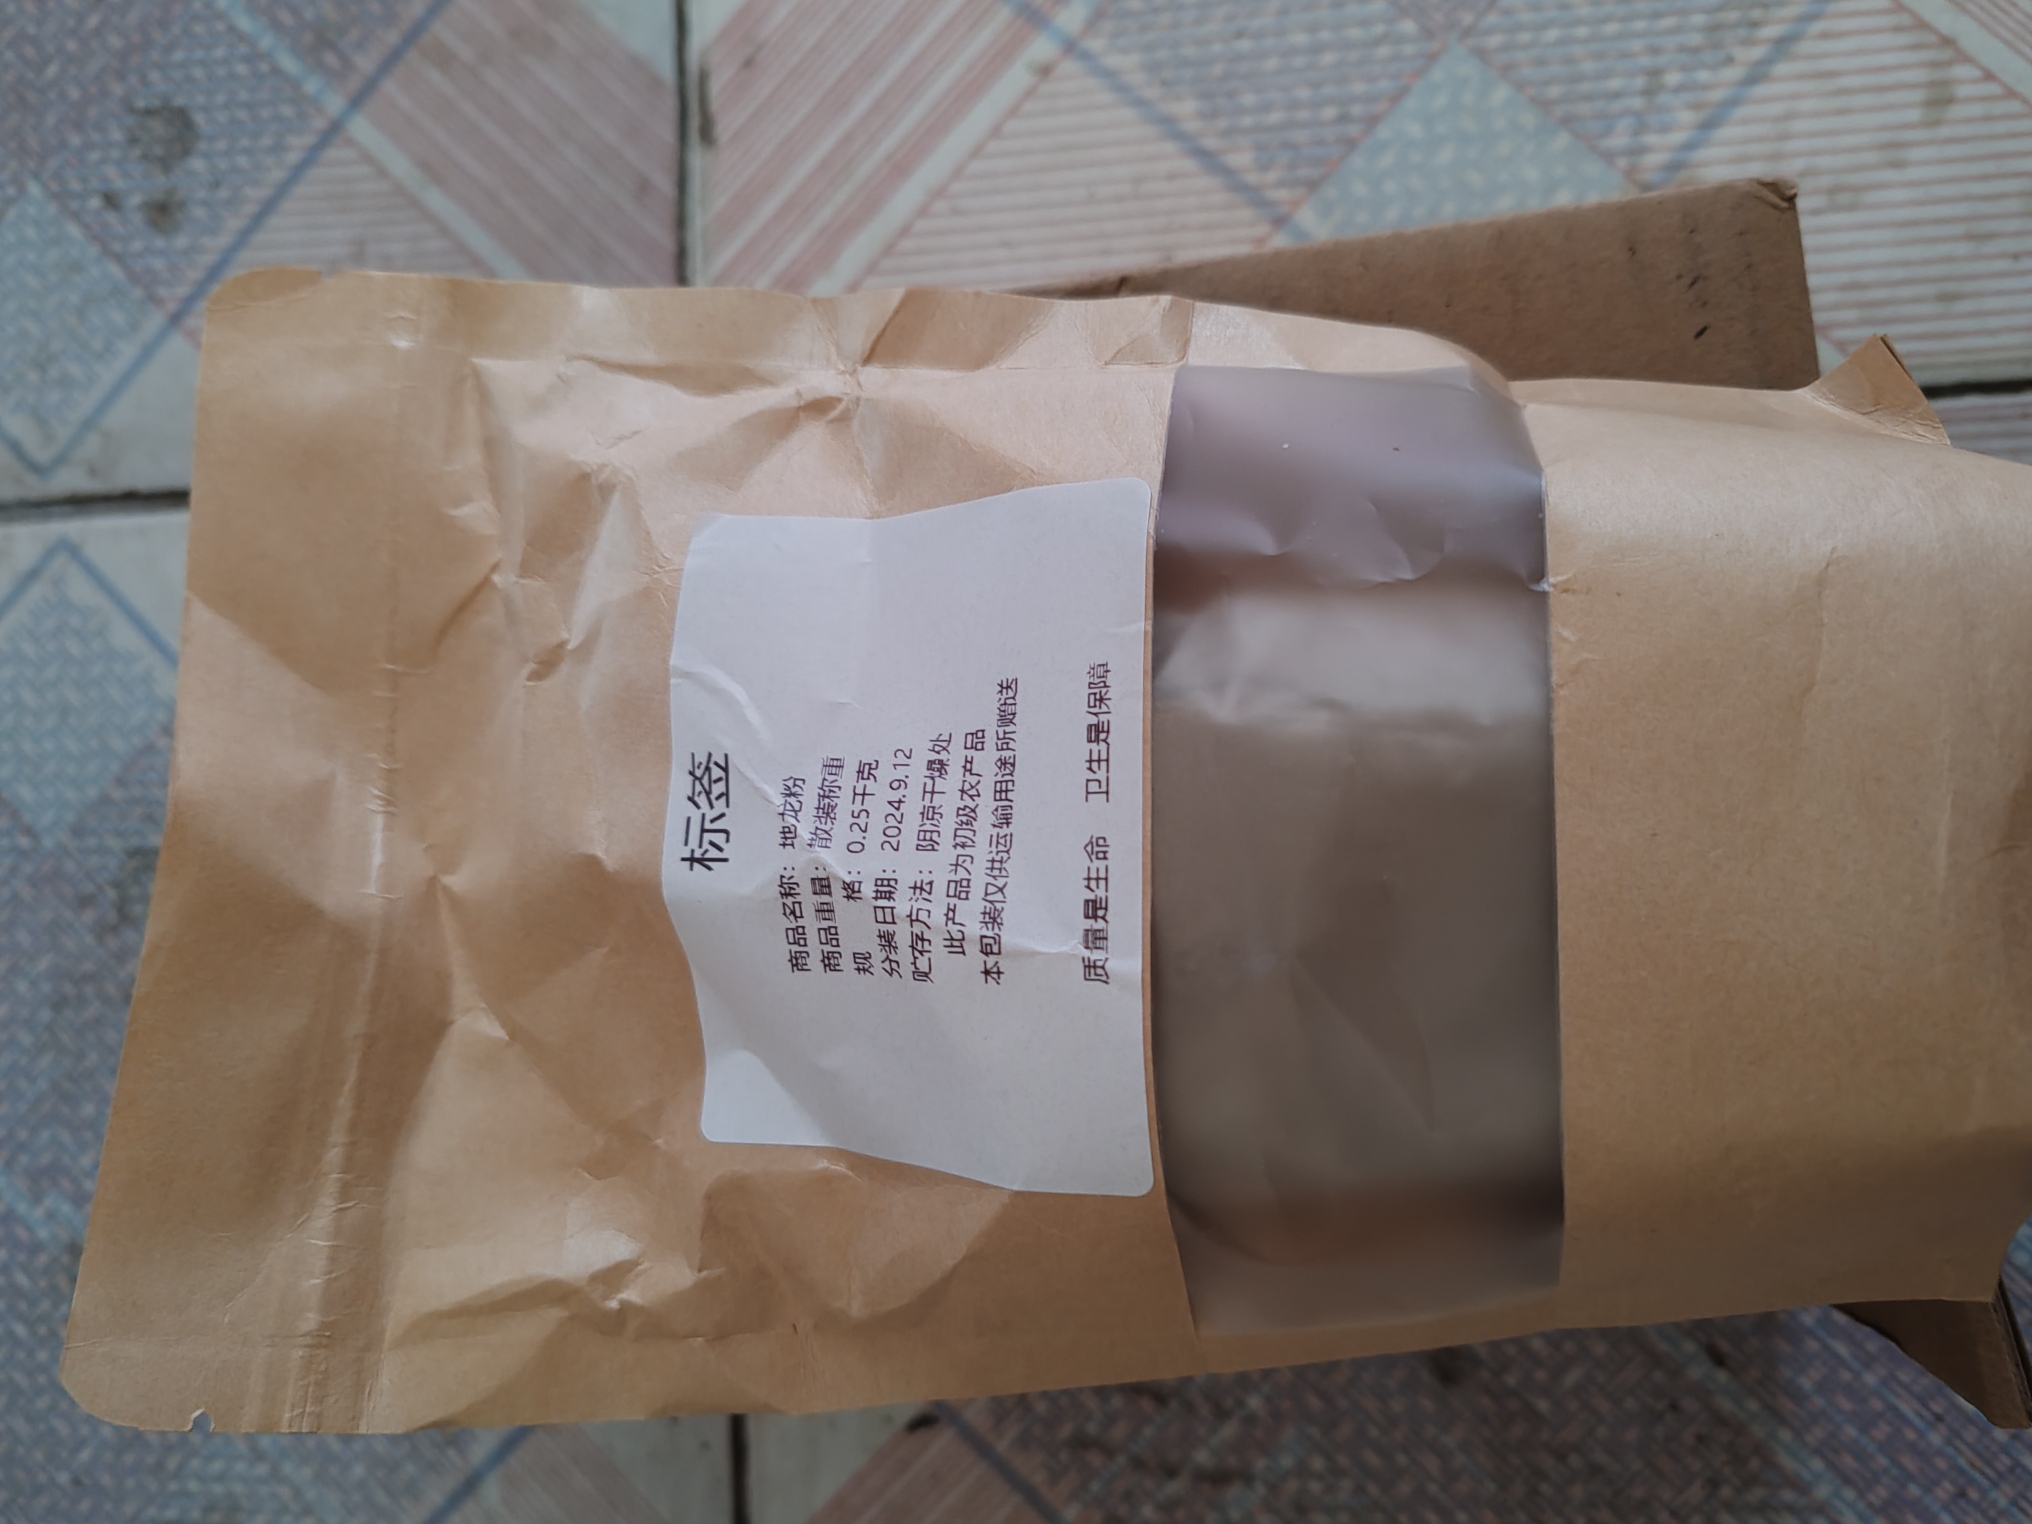 标签
商品名称：地龙粉
商品重量：散装称重
规 格：0.25千克
分装日期：2024.9.12
贮存方法：阴凉干燥处
此产品为初级农产品
本包装仅供运输用途所赠送
质量是生命 卫生是保障